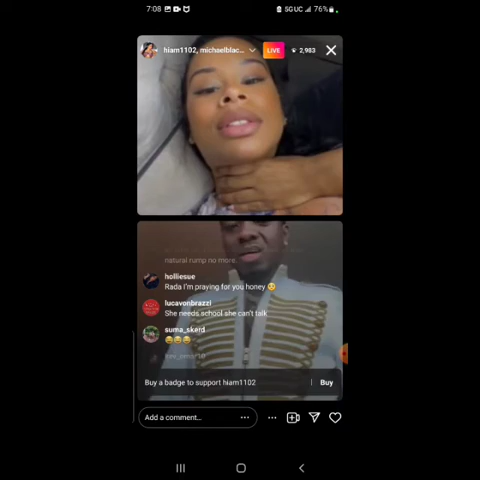 7:08
5G UC 76%
hiam1102, michaelblac...
LIVE
2,983
natural rump no more.
holliesue
Rada I'm praying for you honey 🥺
lucavonbrazzi
She needs school she can't talk
suma_skerd
😂😂😂
Buy a badge to support hiam1102
Buy
Add a comment...